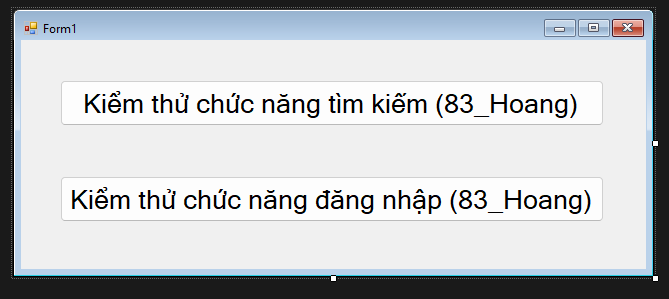 Form1
Kiểm thử chức năng tìm kiếm (83_Hoang)
Kiểm thử chức năng đăng nhập (83_Hoang)